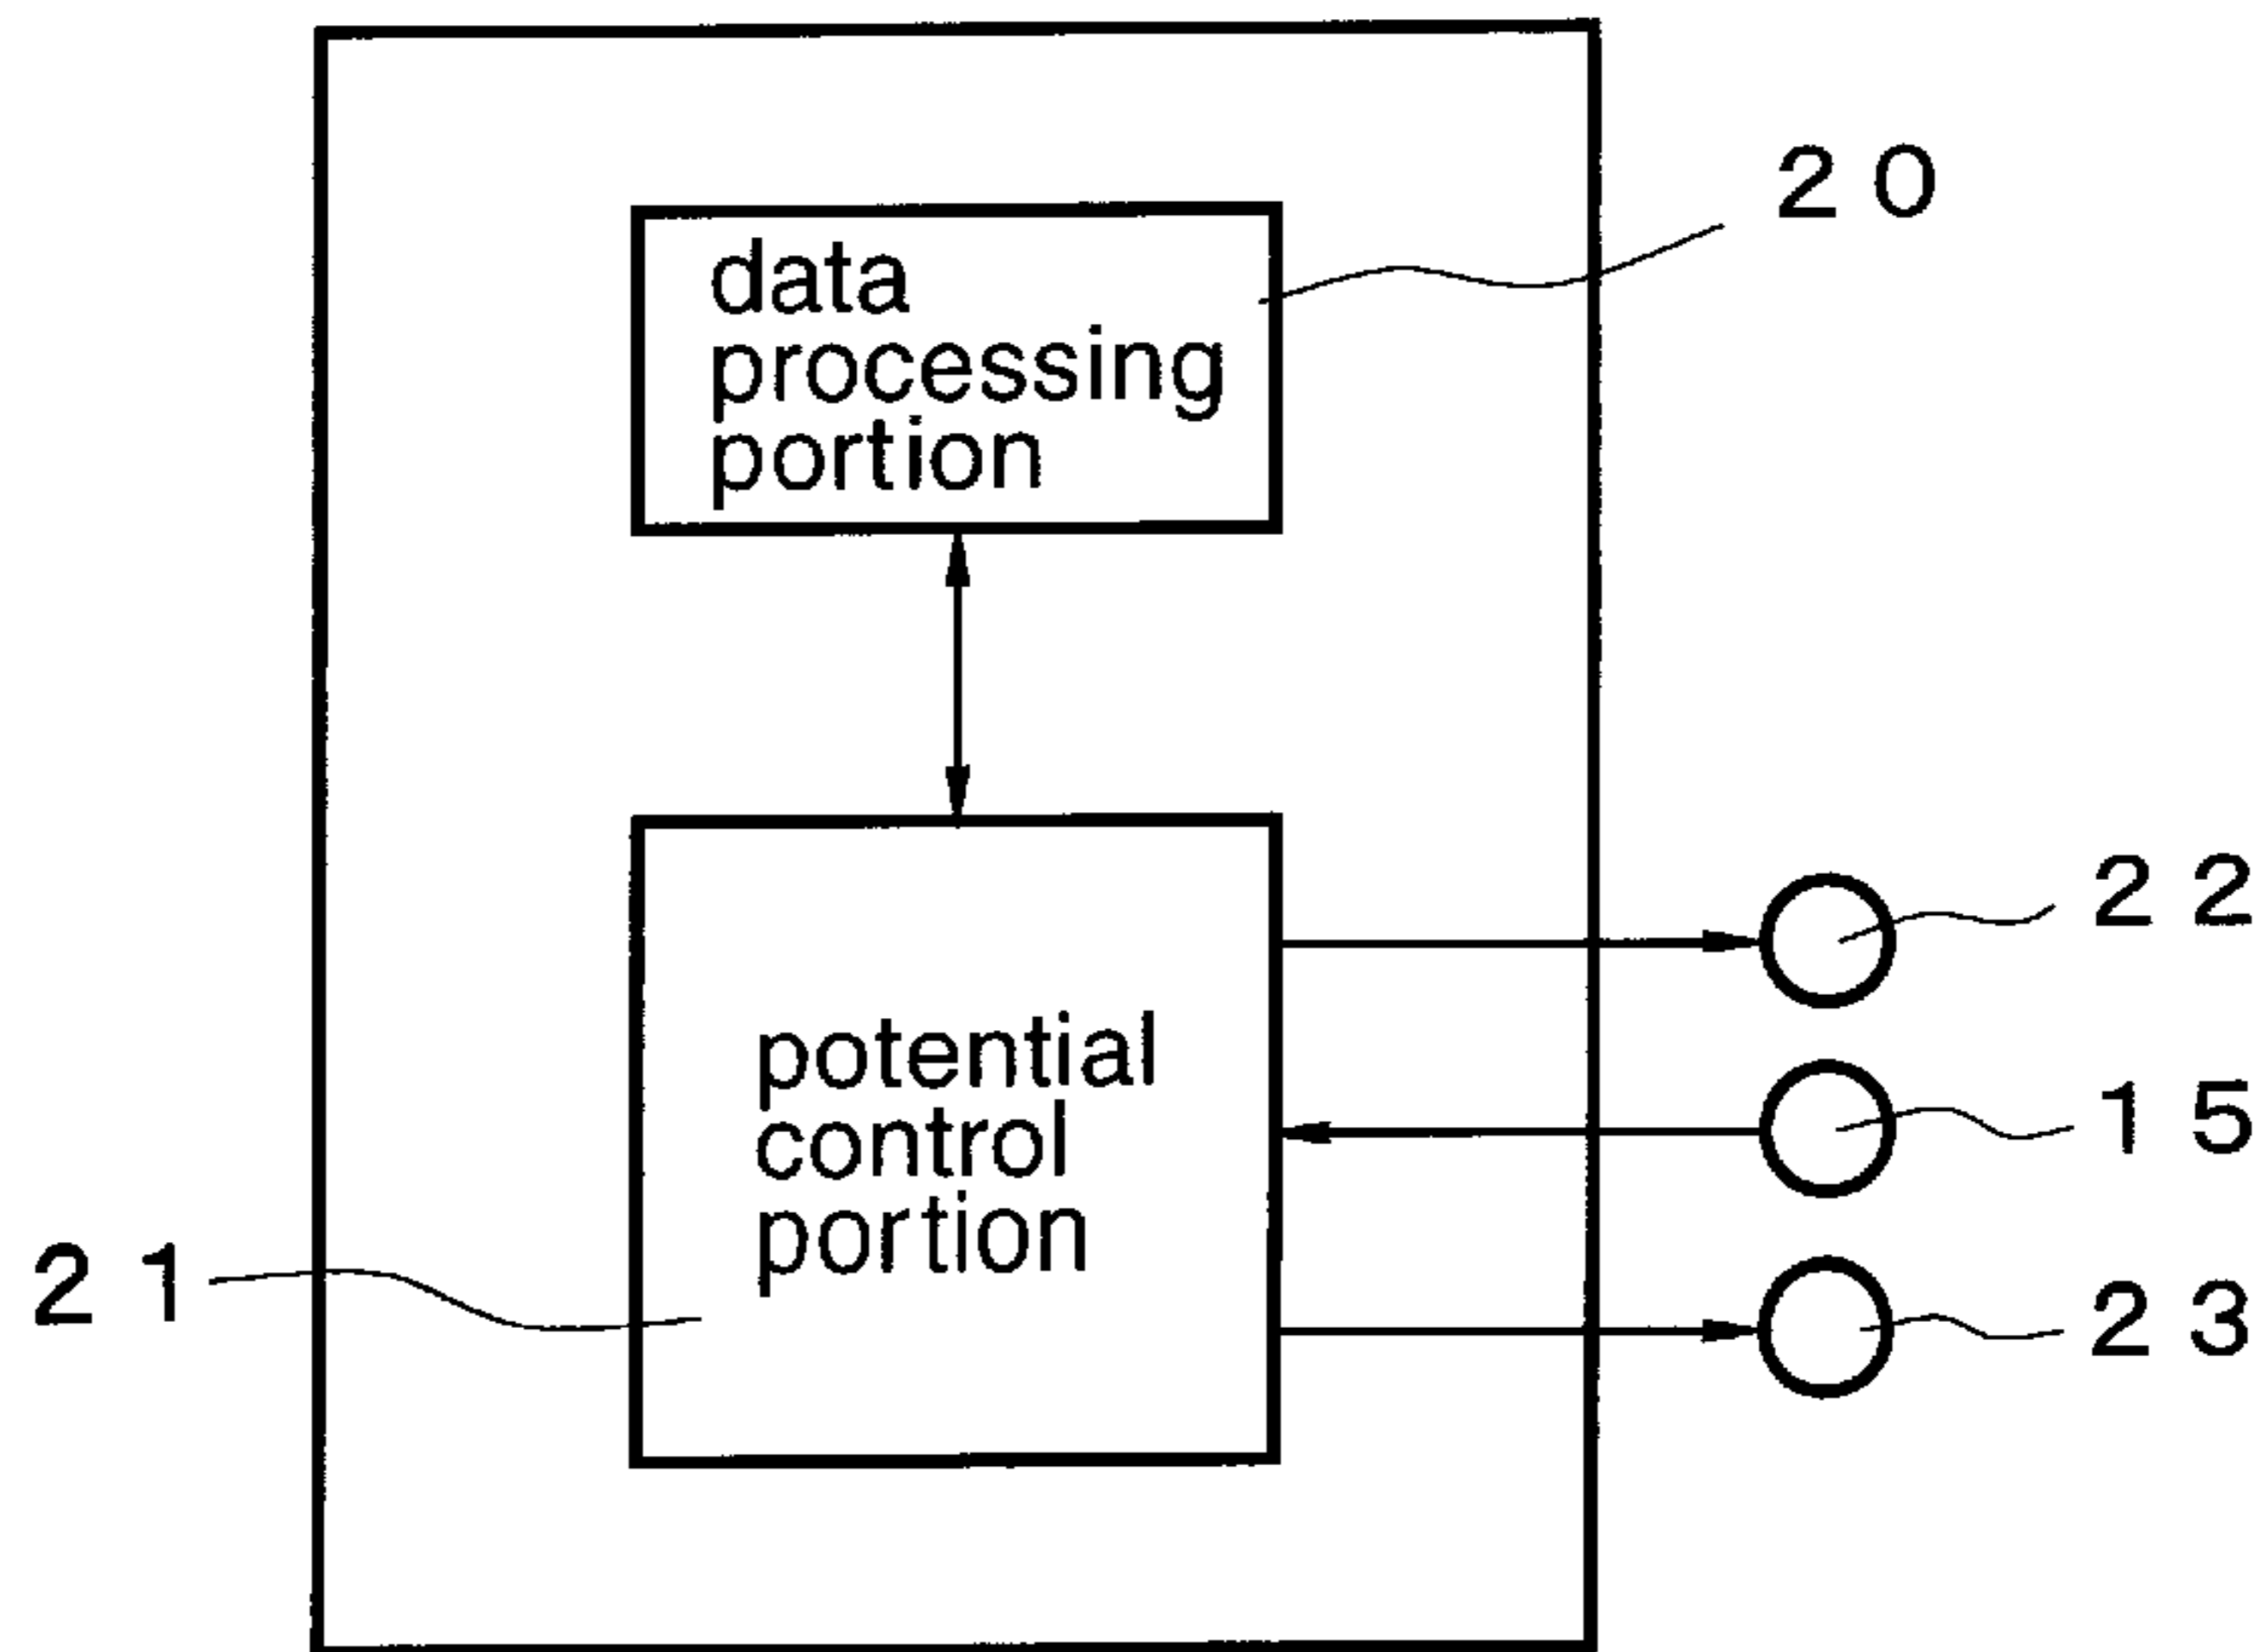 20
data
processing
portion
22
potential
control
portion
15
21
23